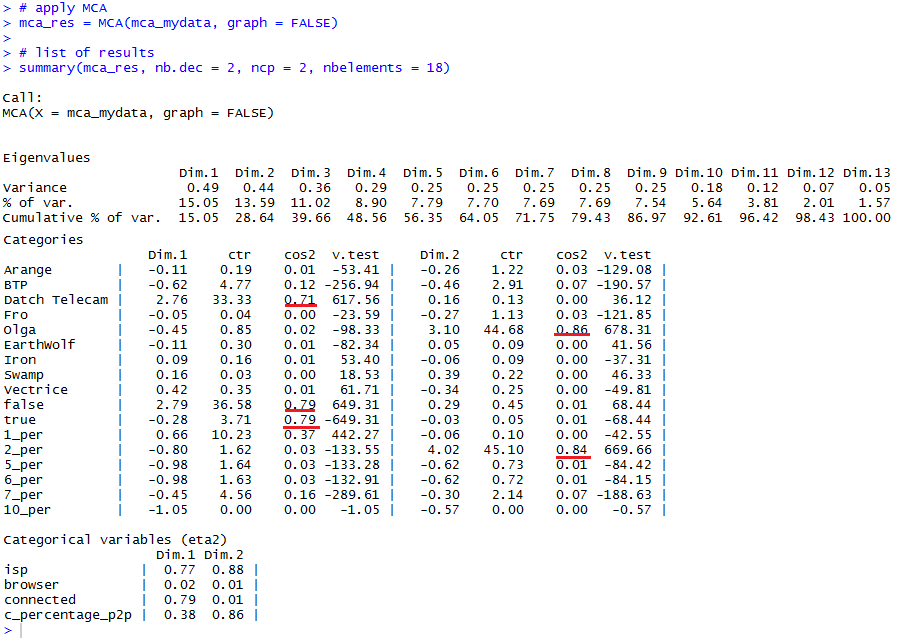 > # apply MCA
> mca_res = MCA(mca_mydata, graph = FALSE)
>
> # list of results
> summary(mca_res, nb.dec = 2, ncp = 2, nbelements = 18)
Call:
MCA(X = mca_mydata, graph = FALSE)
Eigenvalues
Dim.1 Dim.2 Dim.3 Dim.4 Dim.5 Dim.6 Dim.7 Dim.8 Dim.9 Dim.10 Dim.11 Dim.12 Dim.13
Variance 0.49 0.44 0.36 0.29 0.25 0.25 0.25 0.25 0.25 0.18 0.12 0.07 0.05
% of var. 15.05 13.59 11.02 8.90 7.79 7.70 7.69 7.69 7.54 5.64 3.81 2.01 1.57
Cumulative % of var. 15.05 28.64 39.66 48.56 56.35 64.05 71.75 79.43 86.97 92.61 96.42 98.43 100.00
Categories
Dim.1 ctr cos2 v.test Dim.2 ctr cos2 v.test
Arange | -0.11 0.19 0.01 -53.41 | -0.26 1.22 0.03 -129.08 |
BTP | -0.62 4.77 0.12 -256.94 | -0.46 2.91 0.07 -190.57 |
Datch Telecam | 2.76 33.33 0.71 617.56 | 0.16 0.13 0.00 36.12 |
Fro | -0.05 0.04 0.00 -23.59 | -0.27 1.13 0.03 -121.85 |
Olga | -0.45 0.85 0.02 -98.33 | 3.10 44.68 0.86 678.31 |
EarthWolf | -0.11 0.30 0.01 -82.34 | 0.05 0.09 0.00 41.56 |
Iron | 0.09 0.16 0.01 53.40 | -0.06 0.09 0.00 -37.31 |
Swamp | 0.16 0.03 0.00 18.53 | 0.39 0.22 0.00 46.33 |
Vectrice | 0.42 0.35 0.01 61.71 | -0.34 0.25 0.00 -49.81 |
false | 2.79 36.58 0.79 649.31 | 0.29 0.45 0.01 68.44 |
true | -0.28 3.71 0.79 -649.31 | -0.03 0.05 0.01 -68.44 |
1_per | 0.66 10.23 0.37 442.27 | -0.06 0.10 0.00 -42.55 |
2_per | -0.80 1.62 0.03 -133.55 | 4.02 45.10 0.84 669.66 |
5_per | -0.98 1.64 0.03 -133.28 | -0.62 0.73 0.01 -84.42 |
6_per | -0.98 1.63 0.03 -132.91 | -0.62 0.72 0.01 -84.15 |
7_per | -0.45 4.56 0.16 -289.61 | -0.30 2.14 0.07 -188.63 |
10_per | -1.05 0.00 0.00 -1.05 | -0.57 0.00 0.00 -0.57 |
Categorical variables (eta2)
Dim.1 Dim.2
isp | 0.77 0.88 |
browser | 0.02 0.01 |
connected | 0.79 0.01 |
c_percentage_p2p | 0.38 0.86 |
>